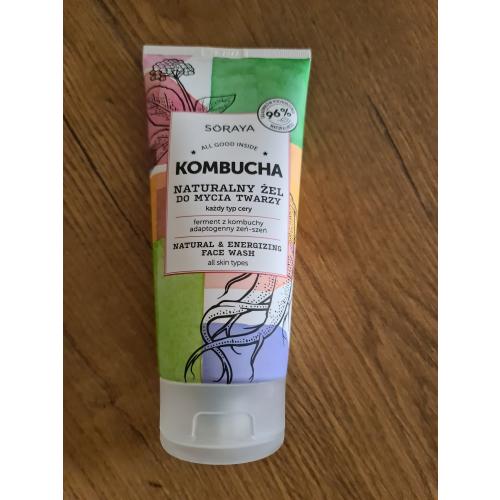 SORAYA
ALL GOOD INSIDE
KOMBUCHA
NATURALNY ŻEL
DO MYCIA TWARZY
każdy typ cery
ferment z kombuchy
adaptogenny żeń-szeń
NATURAL & ENERGIZING
FACE WASH
all skin types
96%